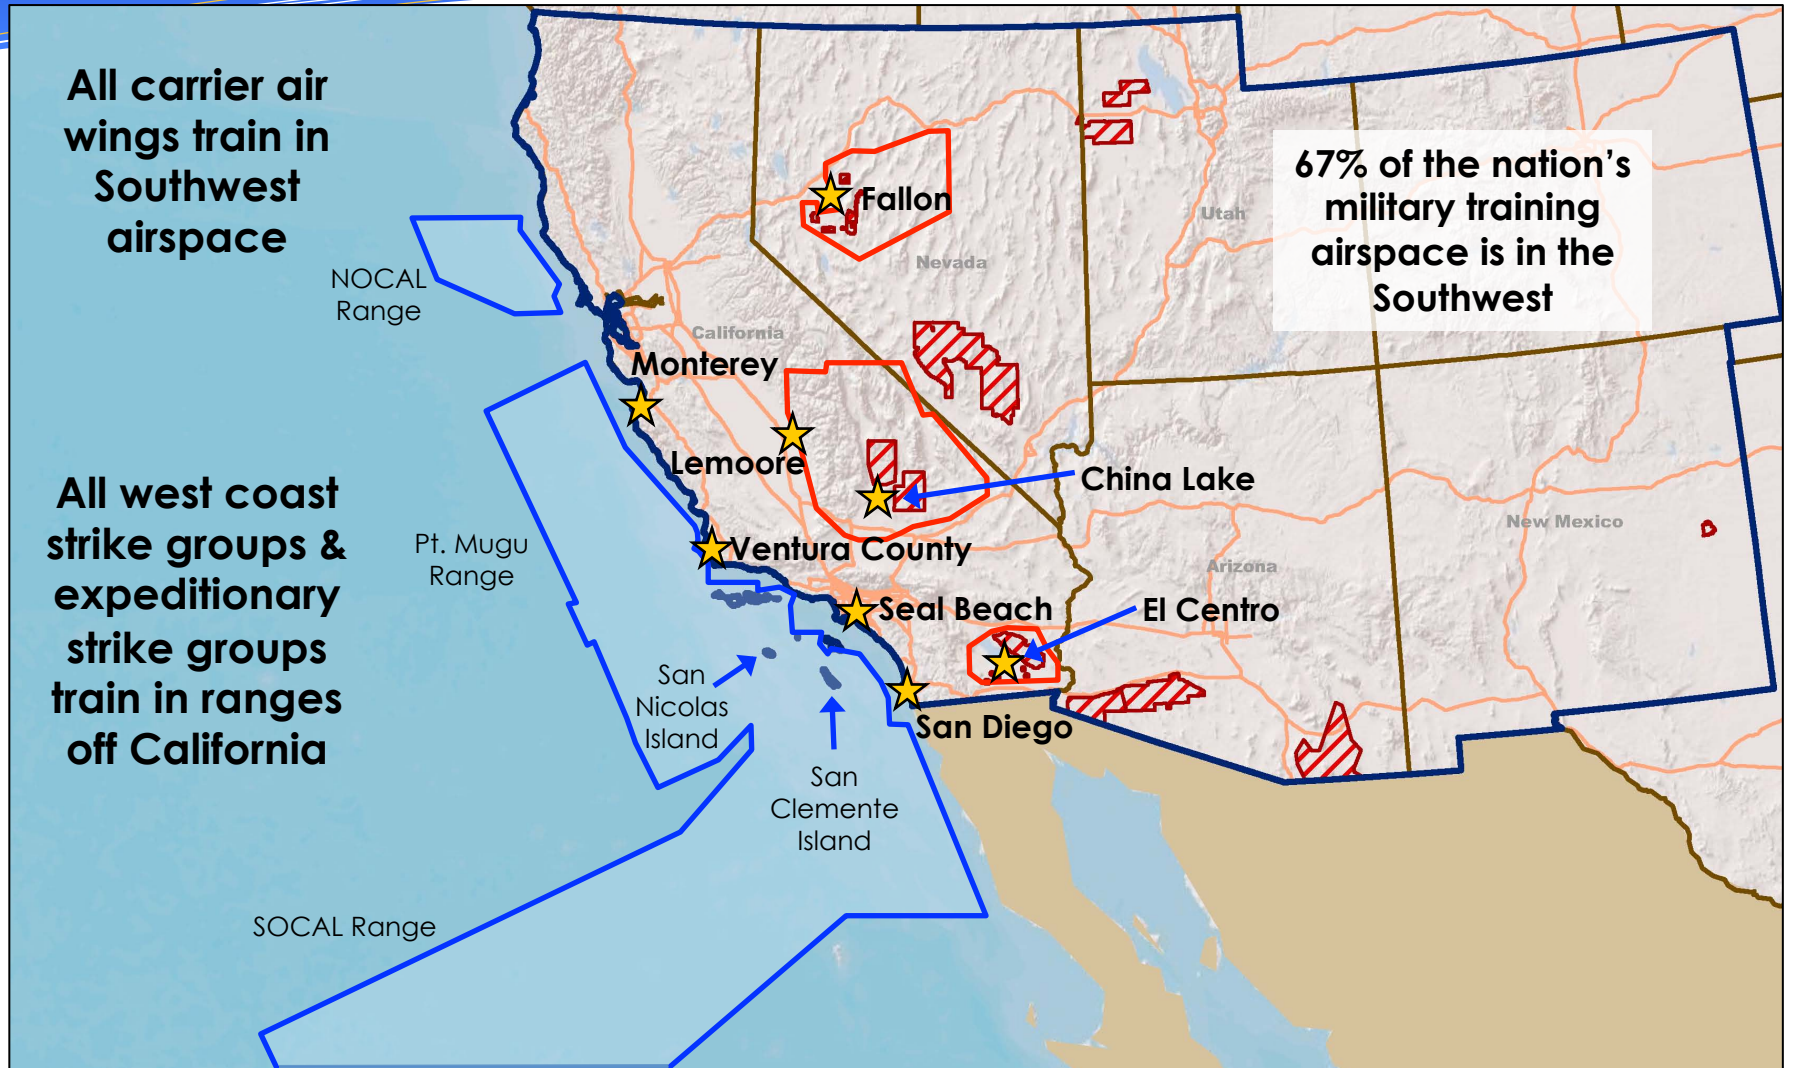 All carrier air
wings train in
Southwest
airspace
67% of the nation's
military training
airspace is in the
Southwest
Fallon
Utah
Nevada
NOCAL
Range
California
Monterey
Lemoore
China Lake
All west coast
strike groups &
expeditionary
strike groups
train in ranges
off California
New Mexico
Pt. Mugu
Range
Ventura County
Arizona
Seal Beach
El Centro
San
Nicolas
Island
San Diego
San
Clemente
Island
SOCAL Range